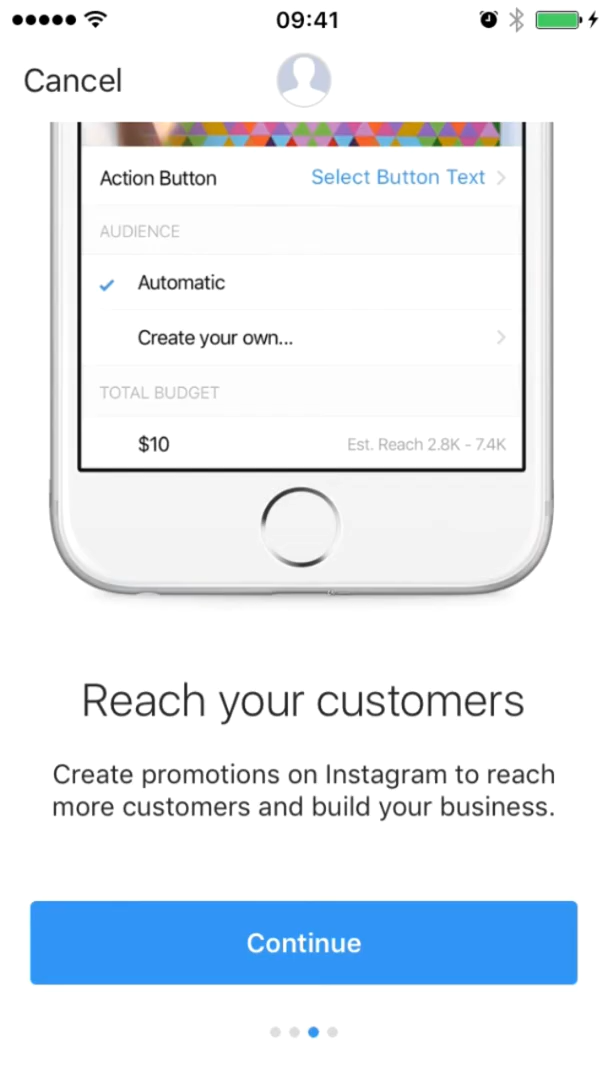 09:41
Cancel
Action Button Select Button Text
AUDIENCE
Automatic
Create your own...
TOTAL BUDGET
$10 Est. Reach 2.8K - 7.4K
Reach your customers
Create promotions on Instagram to reach
more customers and build your business.
Continue